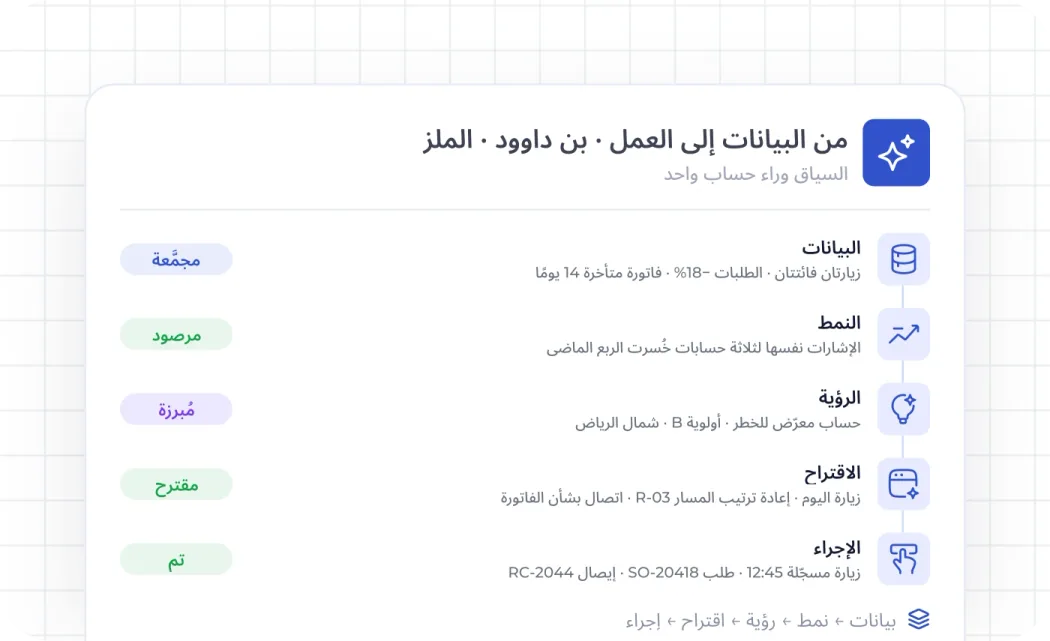 من البيانات إلى العمل · بن داوود · الملز
السياق وراء حساب واحد
البيانات
زيارتان فائتتان · الطلبات −18% · فاتورة متأخرة 14 يومًا
مجمَّعة
النمط
الإشارات نفسها لثلاثة حسابات خُسرت الربع الماضي
مرصود
الرؤية
حساب معرّض للخطر · أولوية B · شمال الرياض
مُبرزة
الاقتراح
زيارة اليوم · إعادة ترتيب المسار R-03 · اتصال بشأن الفاتورة
مقترح
الإجراء
زيارة مسجّلة 12:45 · طلب SO-20418 · إيصال RC-2044
تم
بيانات ← نمط ← رؤية ← اقتراح ← إجراء